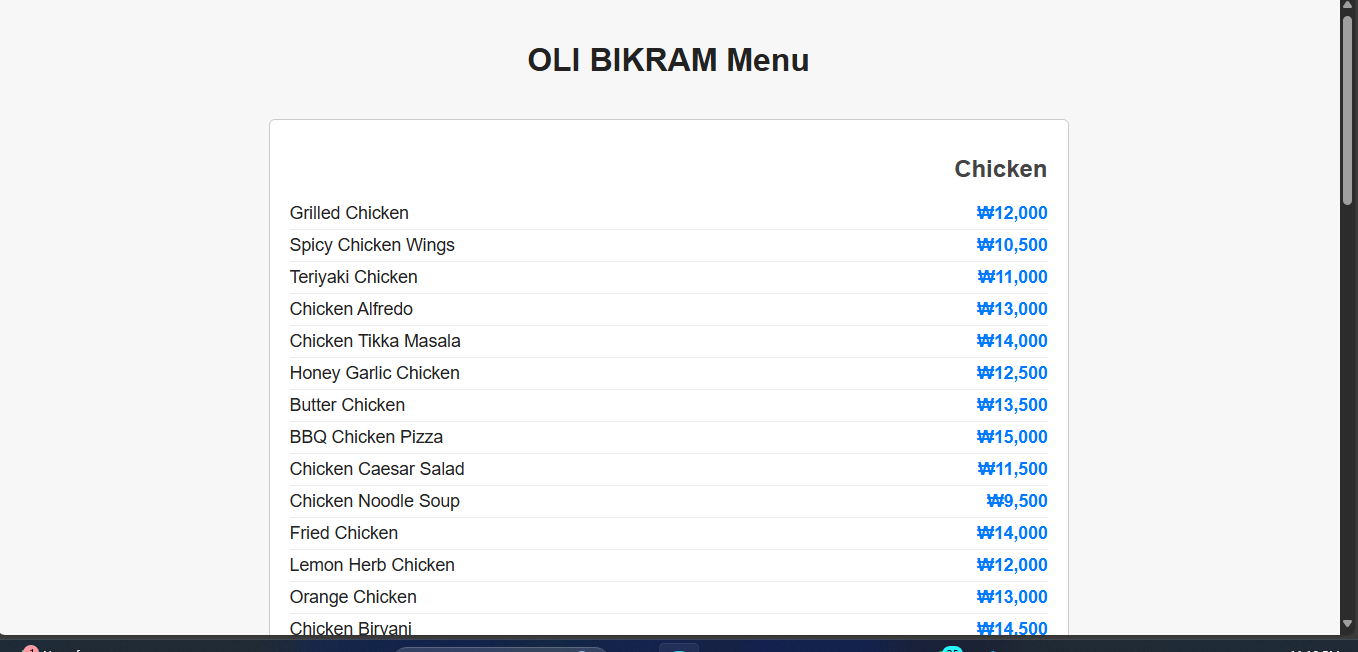 OLI BIKRAM Menu
Chicken
Grilled Chicken ₩12,000
Spicy Chicken Wings ₩10,500
Teriyaki Chicken ₩11,000
Chicken Alfredo ₩13,000
Chicken Tikka Masala ₩14,000
Honey Garlic Chicken ₩12,500
Butter Chicken ₩13,500
BBQ Chicken Pizza ₩15,000
Chicken Caesar Salad ₩11,500
Chicken Noodle Soup ₩9,500
Fried Chicken ₩14,000
Lemon Herb Chicken ₩12,000
Orange Chicken ₩13,000
Chicken Biryani ₩14,500